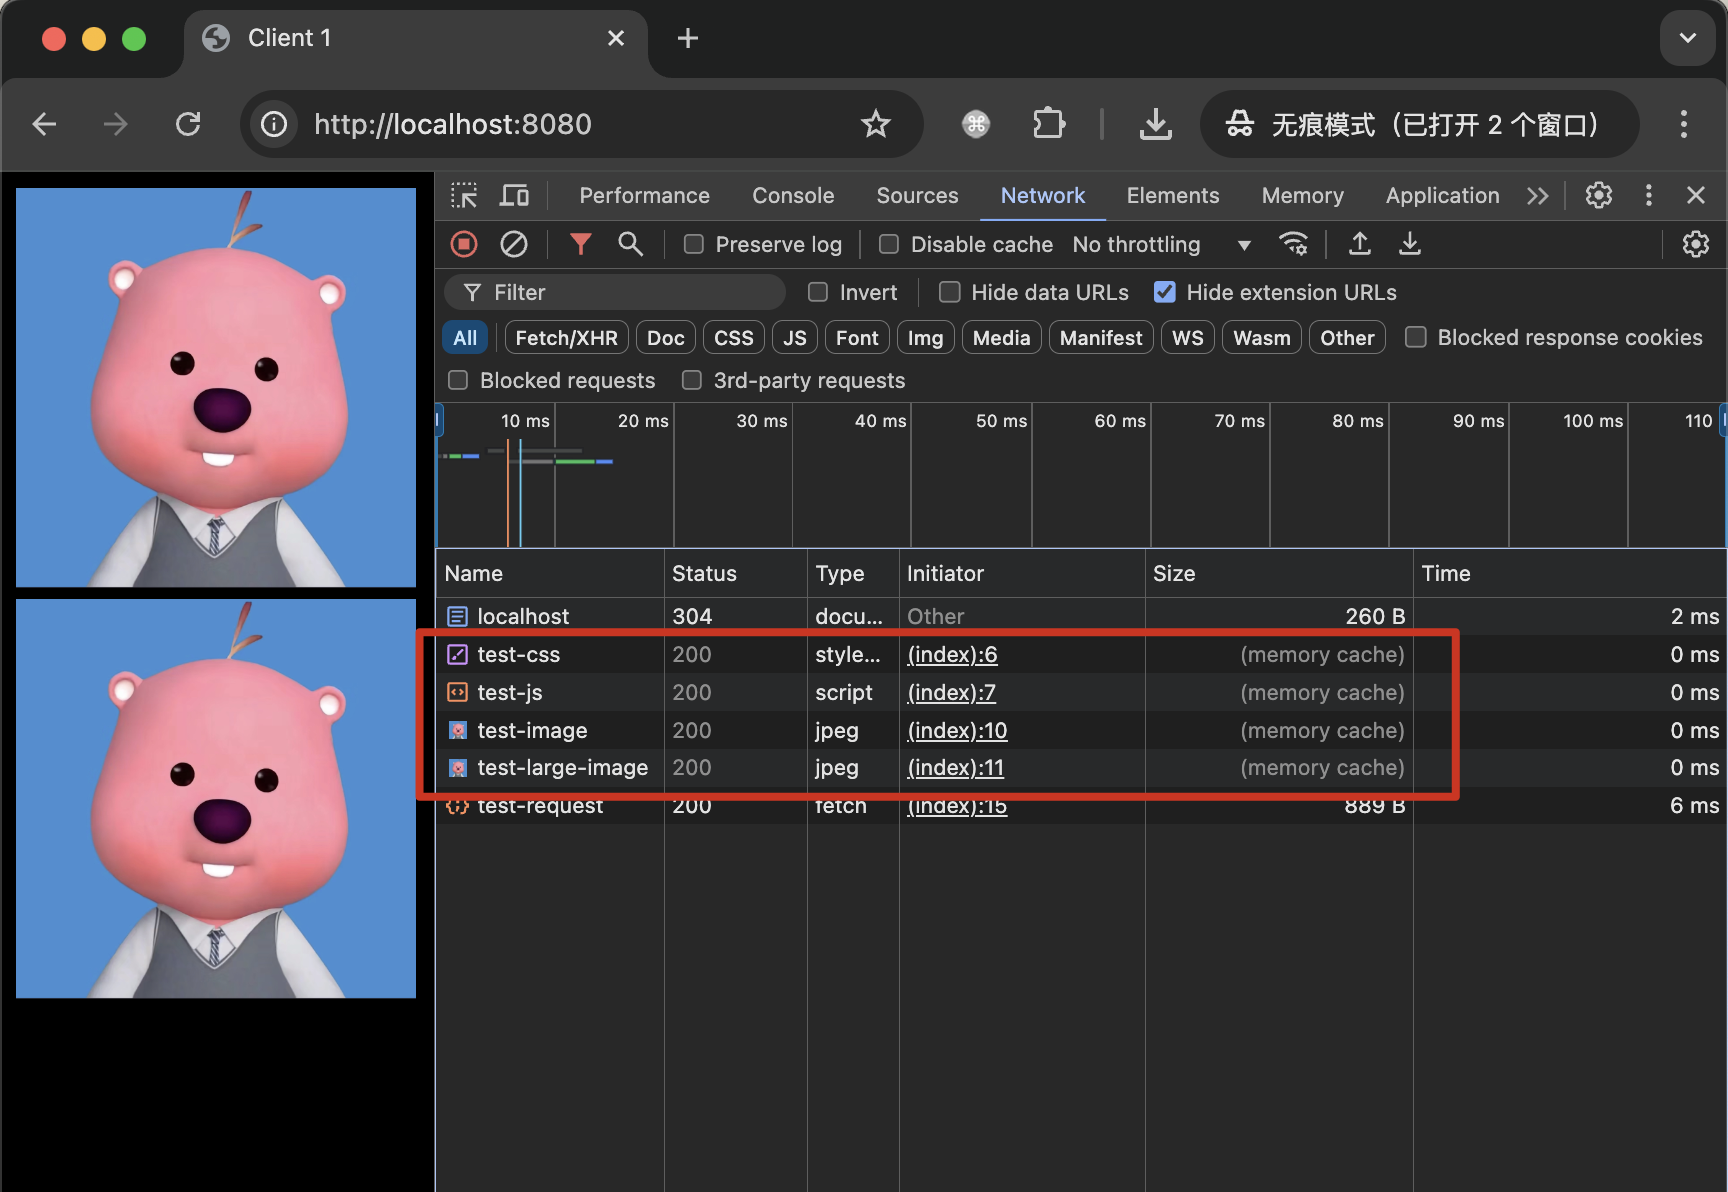 Client 1
http://localhost:8080
无痕模式（已打开 2 个窗口）
Performance Console Sources Network Elements Memory Application
Preserve log Disable cache No throttling
Filter Invert Hide data URLs Hide extension URLs
All Fetch/XHR Doc CSS JS Font Img Media Manifest WS Wasm Other Blocked response cookies
Blocked requests 3rd-party requests
10 ms 20 ms 30 ms 40 ms 50 ms 60 ms 70 ms 80 ms 90 ms 100 ms 110
Name Status Type Initiator Size Time
localhost 304 docu... Other 260 B 2 ms
test-css 200 style... (index):6 (memory cache) 0 ms
test-js 200 script (index):7 (memory cache) 0 ms
test-image 200 jpeg (index):10 (memory cache) 0 ms
test-large-image 200 jpeg (index):11 (memory cache) 0 ms
test-request 200 fetch (index):15 889 B 6 ms